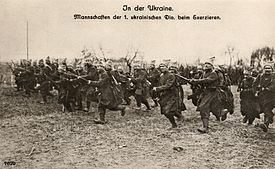 In der Ukraine.
Mannschaften der 1. ukrainischen Div. beim Exerzieren.